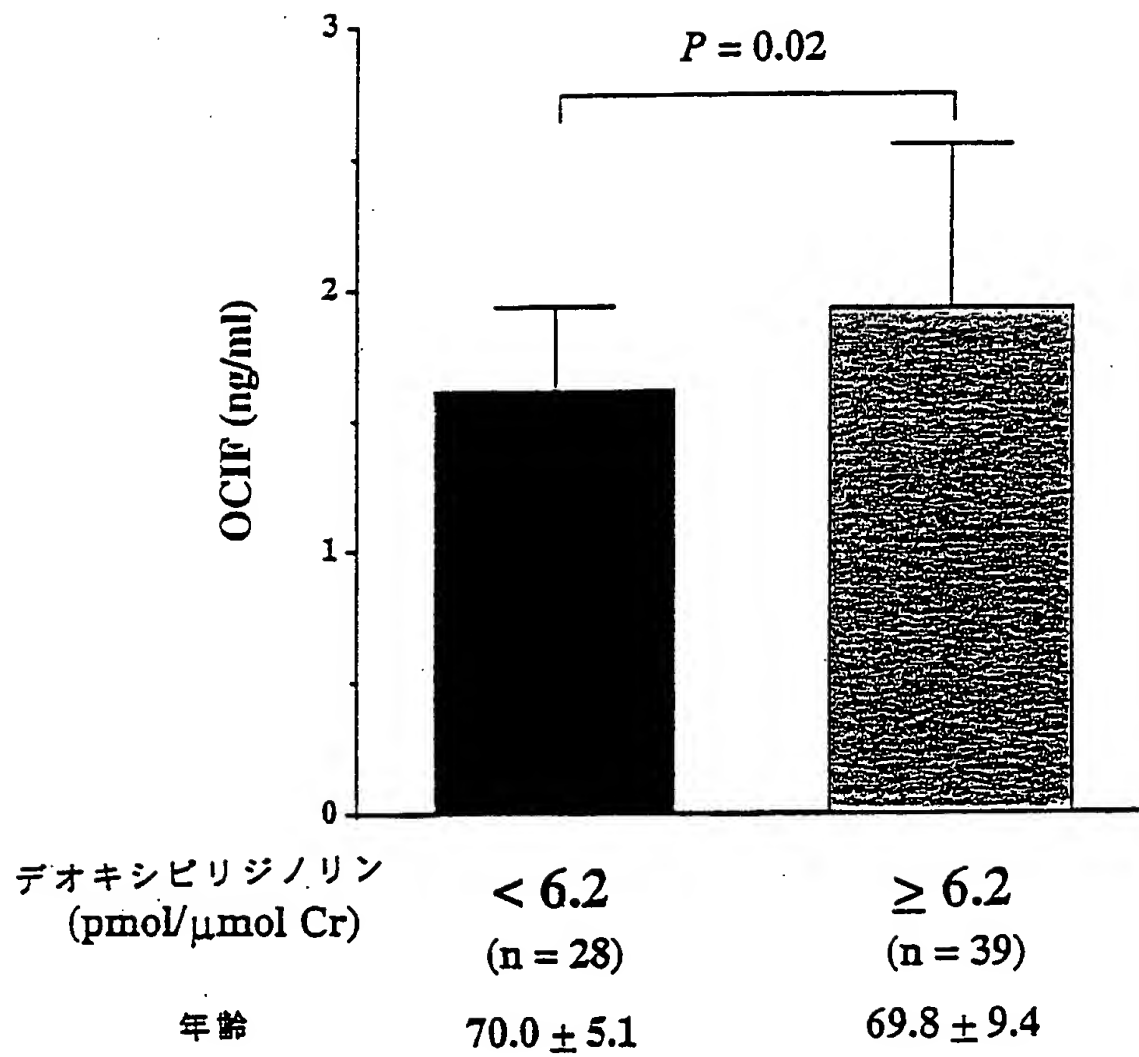 P = 0.02
3
2
1
0
OCIF (ng/ml)
デオキシピリジノリン
(pmol/μmol Cr)
< 6.2
≥ 6.2
(n = 28)
(n = 39)
年齢
70.0 ± 5.1
69.8 ± 9.4